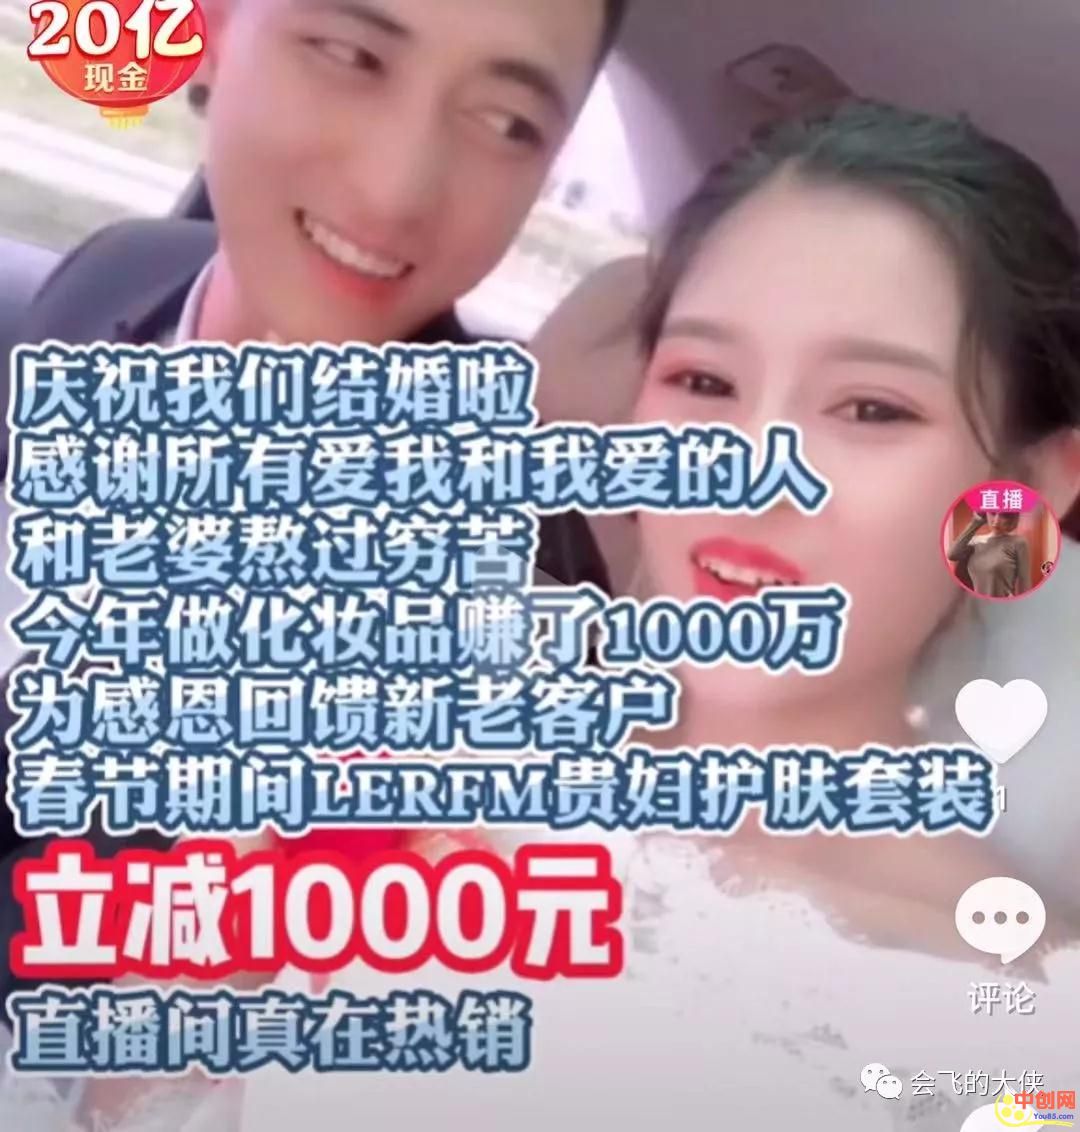 20亿
现金
庆祝我们结婚啦
感谢所有爱我和我爱的人
和老婆熬过穷苦
直播
今年做化妆品赚了1000万
为感恩回馈新老客户
春节期间LERFM贵妇护肤套装
1
立减1000元
评论
直播间真在热销
会飞的大侠
中创网
You85.com